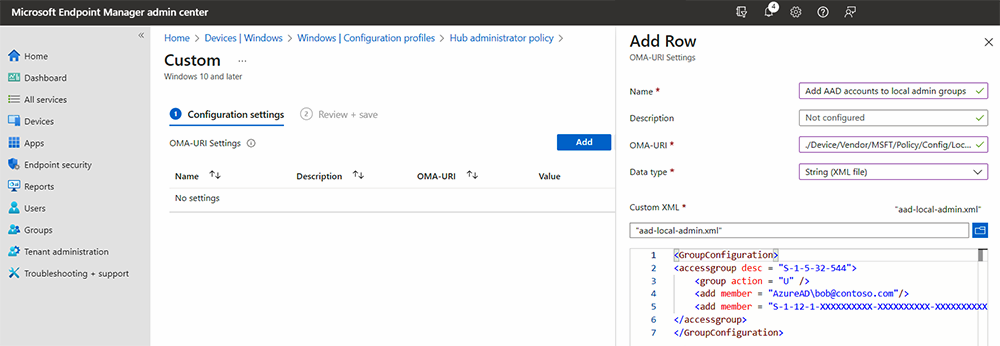 Microsoft Endpoint Manager admin center
4
«
Home
Dashboard
All services
Devices
Apps
Endpoint security
Reports
Users
Groups
Tenant administration
Troubleshooting + support
Home > Devices | Windows > Windows | Configuration profiles > Hub administrator policy >
Custom ...
Windows 10 and later
1 Configuration settings 2 Review + save
OMA-URI Settings
Add
Name Description OMA-URI Value
No settings
Add Row
OMA-URI Settings
Name * Add AAD accounts to local admin groups
Description Not configured
OMA-URI * ./Device/Vendor/MSFT/Policy/Config/Loc...
Data type * String (XML file)
Custom XML * "aad-local-admin.xml"
"aad-local-admin.xml"
1 <GroupConfiguration>
2 <accessgroup desc = "S-1-5-32-544">
3 <group action = "U" />
4 <add member = "AzureAD\bob@contoso.com"/>
5 <add member = "S-1-12-1-XXXXXXXXXX-XXXXXXXXXX-XXXXXXXXXX
6 </accessgroup>
7 </GroupConfiguration>